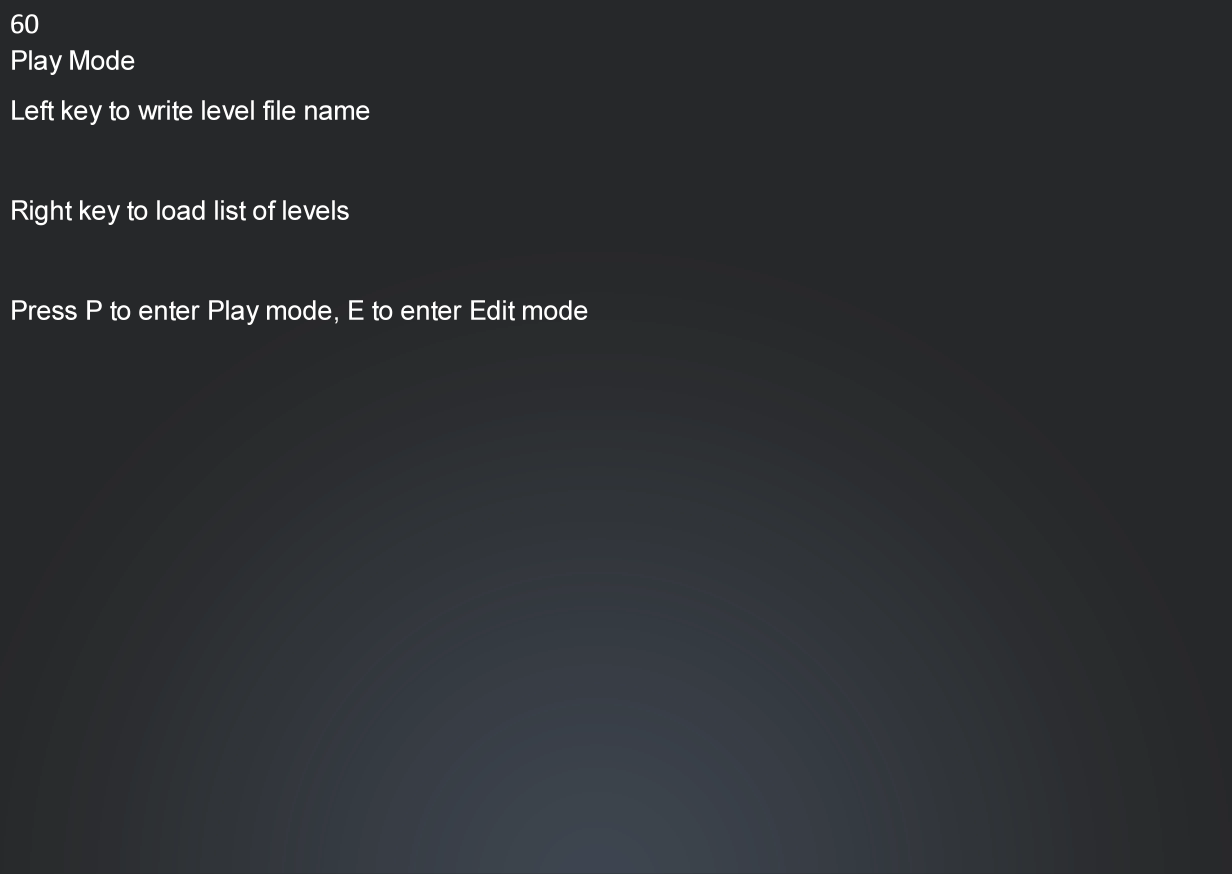 60
Play Mode
Left key to write level file name
Right key to load list of levels
Press P to enter Play mode, E to enter Edit mode